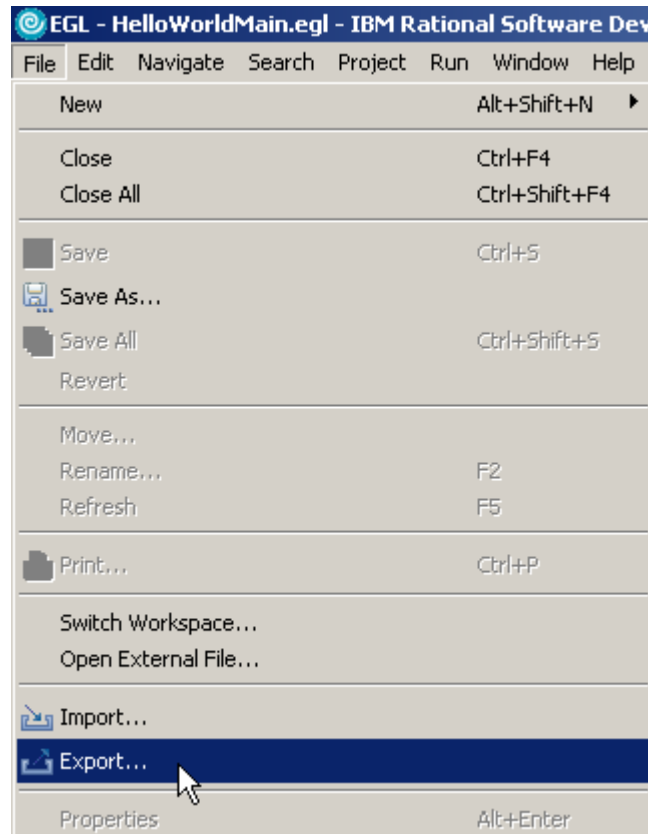 EGL - HelloWorldMain.egl - IBM Rational Software Dev
File Edit Navigate Search Project Run Window Help
New Alt+Shift+N
Close Ctrl+F4
Close All Ctrl+Shift+F4
Save Ctrl+S
Save As...
Save All Ctrl+Shift+S
Revert
Move...
Rename... F2
Refresh F5
Print... Ctrl+P
Switch Workspace...
Open External File...
Import...
Export...
Properties Alt+Enter